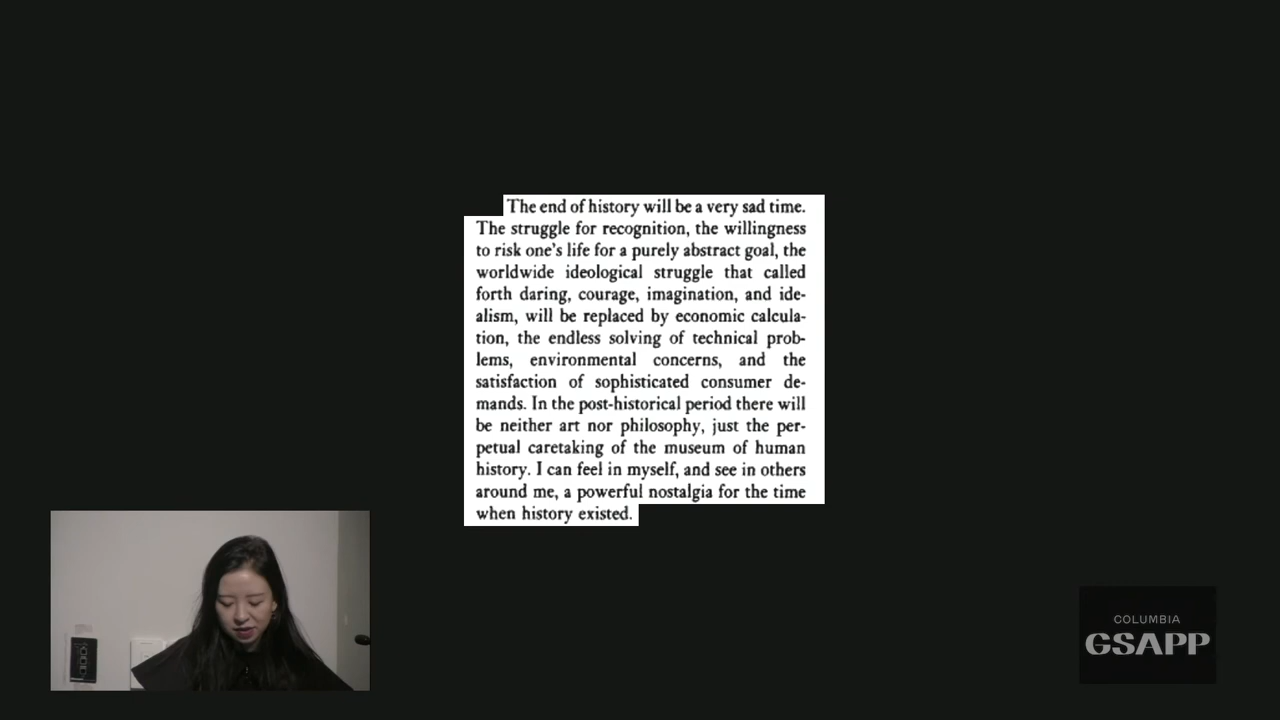 The end of history will be a very sad time.
The struggle for recognition, the willingness
to risk one's life for a purely abstract goal, the
worldwide ideological struggle that called
forth daring, courage, imagination, and ide-
alism, will be replaced by economic calcula-
tion, the endless solving of technical prob-
lems, environmental concerns, and the
satisfaction of sophisticated consumer de-
mands. In the post-historical period there will
be neither art nor philosophy, just the per-
petual caretaking of the museum of human
history. I can feel in myself, and see in others
around me, a powerful nostalgia for the time
when history existed.
COLUMBIA
GSAPP